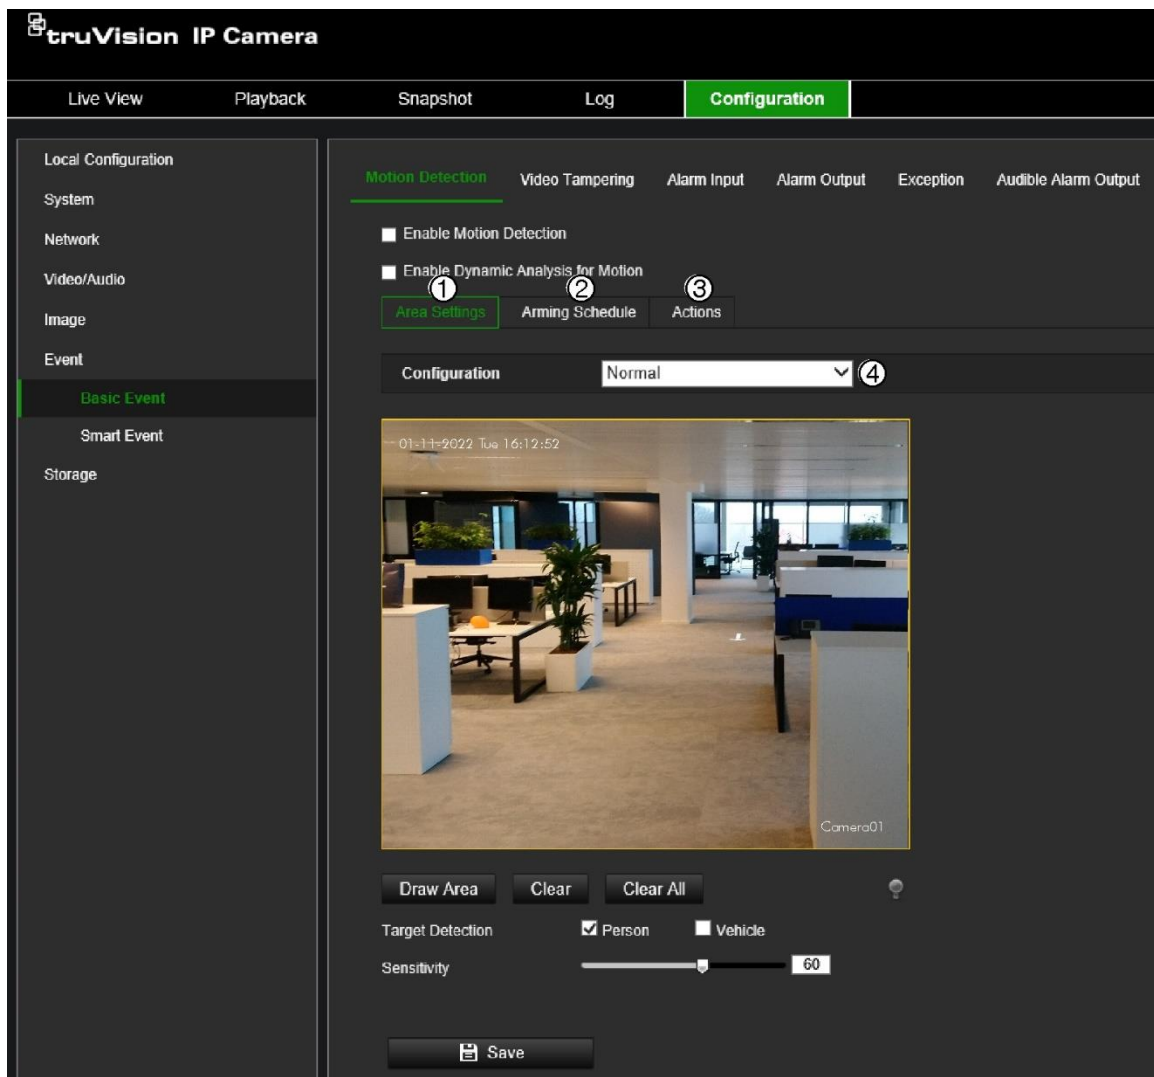 truVision IP Camera
Live View Playback Snapshot Log Configuration
Local Configuration
System
Network
Video/Audio
Image
Event
Basic Event
Smart Event
Storage
Motion Detection Video Tampering Alarm Input Alarm Output Exception Audible Alarm Output
Enable Motion Detection
Enable Dynamic Analysis for Motion
① ② ③
Area Settings Arming Schedule Actions
Configuration Normal ④
01-11-2022 Tue 16:12:52
Camera01
Draw Area Clear Clear All
Target Detection Person Vehicle
Sensitivity 60
Save